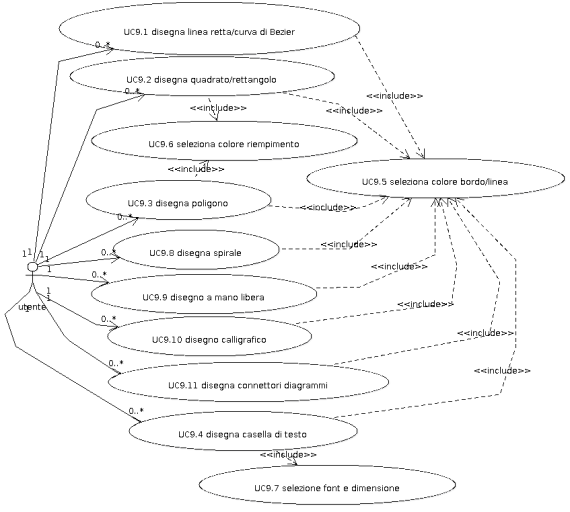 UC9.1 disegna linea retta/curva di Bezier
0..*
UC9.2 disegna quadrato/rettangolo
0..*
<<include>>
<<include>>
<<include>>
UC9.6 seleziona colore riempimento
<<include>>
UC9.5 seleziona colore bordo/linea
UC9.3 disegna poligono
<<include>>
0..*
UC9.8 disegna spirale
<<include>>
0..*
1
1
1
1
1
<<include>>
0..*
UC9.9 disegno a mano libera
1
1
1
utente
<<include>>
0..*
UC9.10 disegno calligrafico
<<include>>
0..*
UC9.11 disegna connettori diagrammi
<<include>>
0..*
UC9.4 disegna casella di testo
<<include>>
UC9.7 selezione font e dimensione